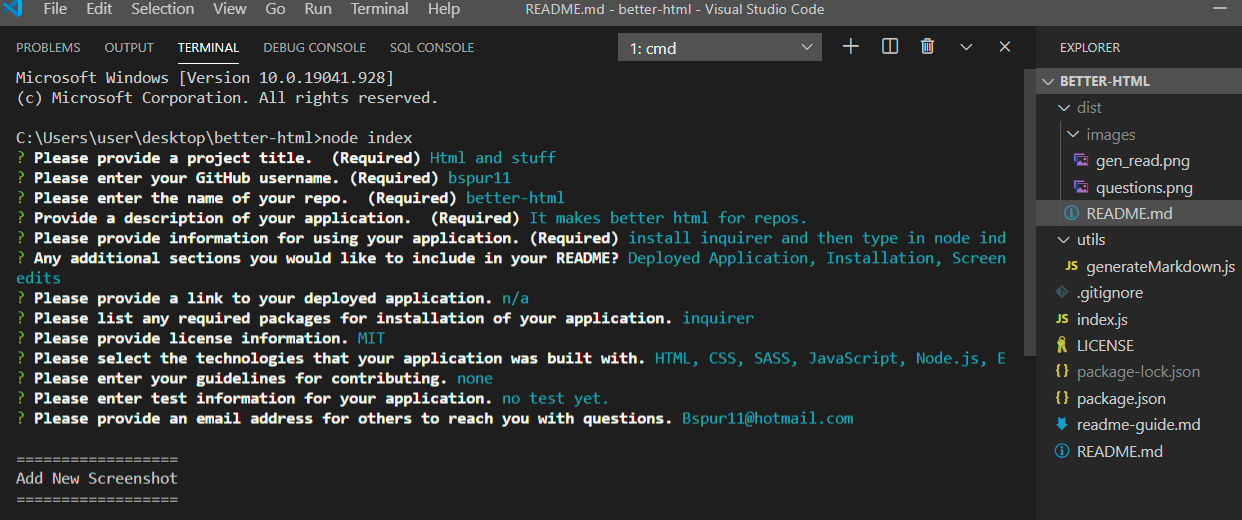 File Edit Selection View Go Run Terminal Help README.md - better-html - Visual Studio Code
PROBLEMS OUTPUT TERMINAL DEBUG CONSOLE SQL CONSOLE 1: cmd
Microsoft Windows [Version 10.0.19041.928]
(c) Microsoft Corporation. All rights reserved.
C:\Users\user\desktop\better-html>node index
? Please provide a project title.  (Required) Html and stuff
? Please enter your GitHub username. (Required) bspur11
? Please enter the name of your repo.  (Required) better-html
? Provide a description of your application.  (Required) It makes better html for repos.
? Please provide information for using your application. (Required) install inquirer and then type in node ind
? Any additional sections you would like to include in your README? Deployed Application, Installation, Screen
edits
? Please provide a link to your deployed application. n/a
? Please list any required packages for installation of your application. inquirer
? Please provide license information. MIT
? Please select the technologies that your application was built with. HTML, CSS, SASS, JavaScript, Node.js, E
? Please enter your guidelines for contributing. none
? Please enter test information for your application. no test yet.
? Please provide an email address for others to reach you with questions. Bspur11@hotmail.com
==================
Add New Screenshot
==================
EXPLORER
BETTER-HTML
dist
images
gen_read.png
questions.png
README.md
utils
JS generateMarkdown.js
.gitignore
JS index.js
LICENSE
{} package-lock.json
{} package.json
readme-guide.md
README.md